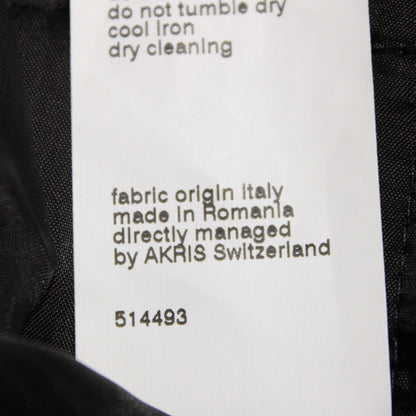 do not tumble dry
cool iron
dry cleaning
fabric origin Italy
made in Romania
directly managed
by AKRIS Switzerland
514493